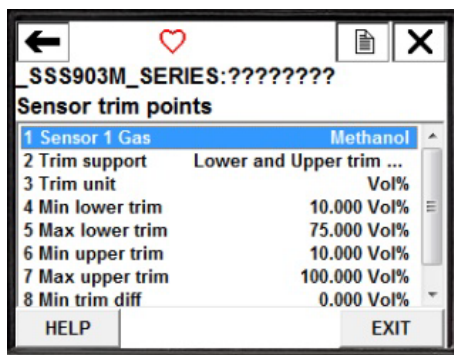 _SSS903M_SERIES:????????
Sensor trim points
1 Sensor 1 Gas Methanol
2 Trim support Lower and Upper trim ...
3 Trim unit Vol%
4 Min lower trim 10.000 Vol%
5 Max lower trim 75.000 Vol%
6 Min upper trim 10.000 Vol%
7 Max upper trim 100.000 Vol%
8 Min trim diff 0.000 Vol%
HELP EXIT